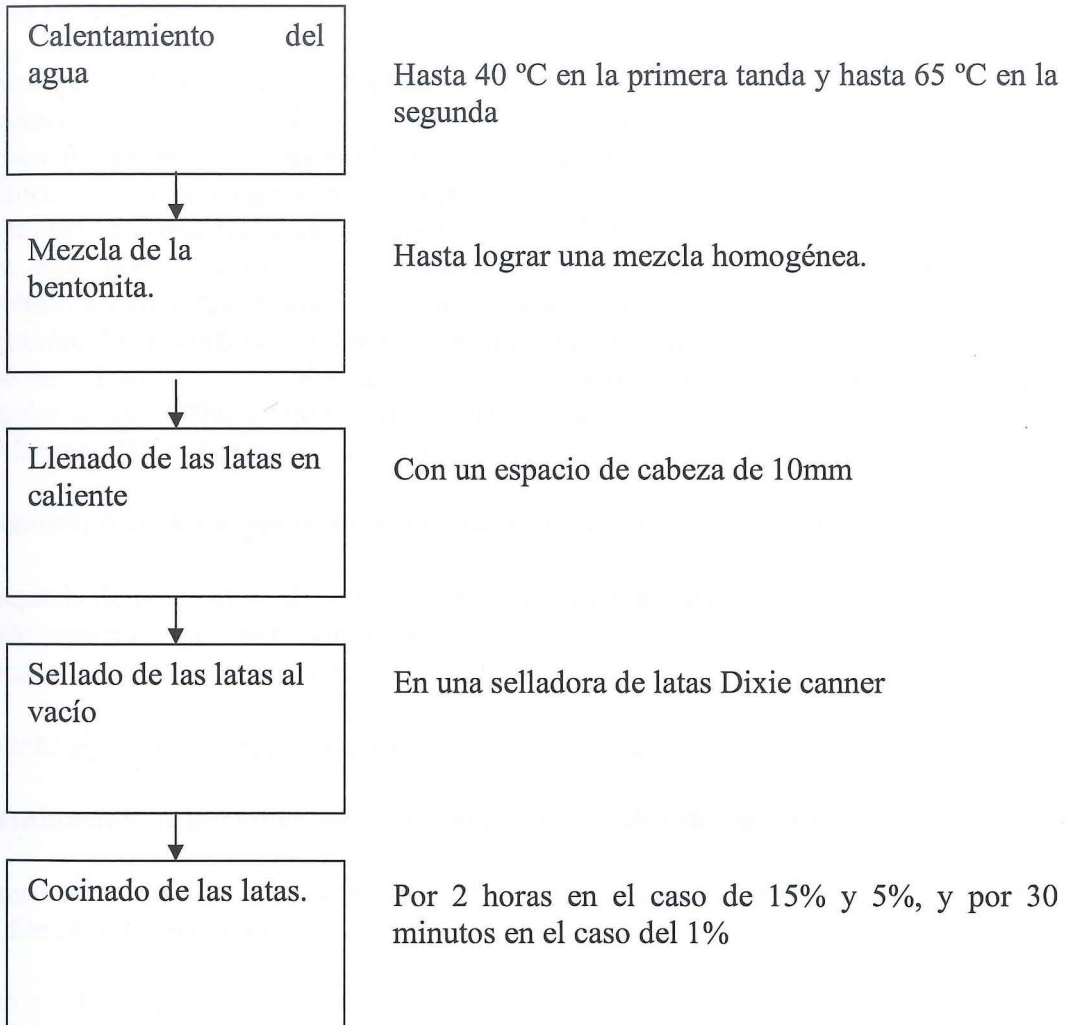 Calentamiento del
agua
Hasta 40 ºC en la primera tanda y hasta 65 ºC en la
segunda
Mezcla de la
bentonita.
Hasta lograr una mezcla homogénea.
Llenado de las latas en
caliente
Con un espacio de cabeza de 10mm
Sellado de las latas al
vacío
En una selladora de latas Dixie canner
Cocinado de las latas.
Por 2 horas en el caso de 15% y 5%, y por 30
minutos en el caso del 1%